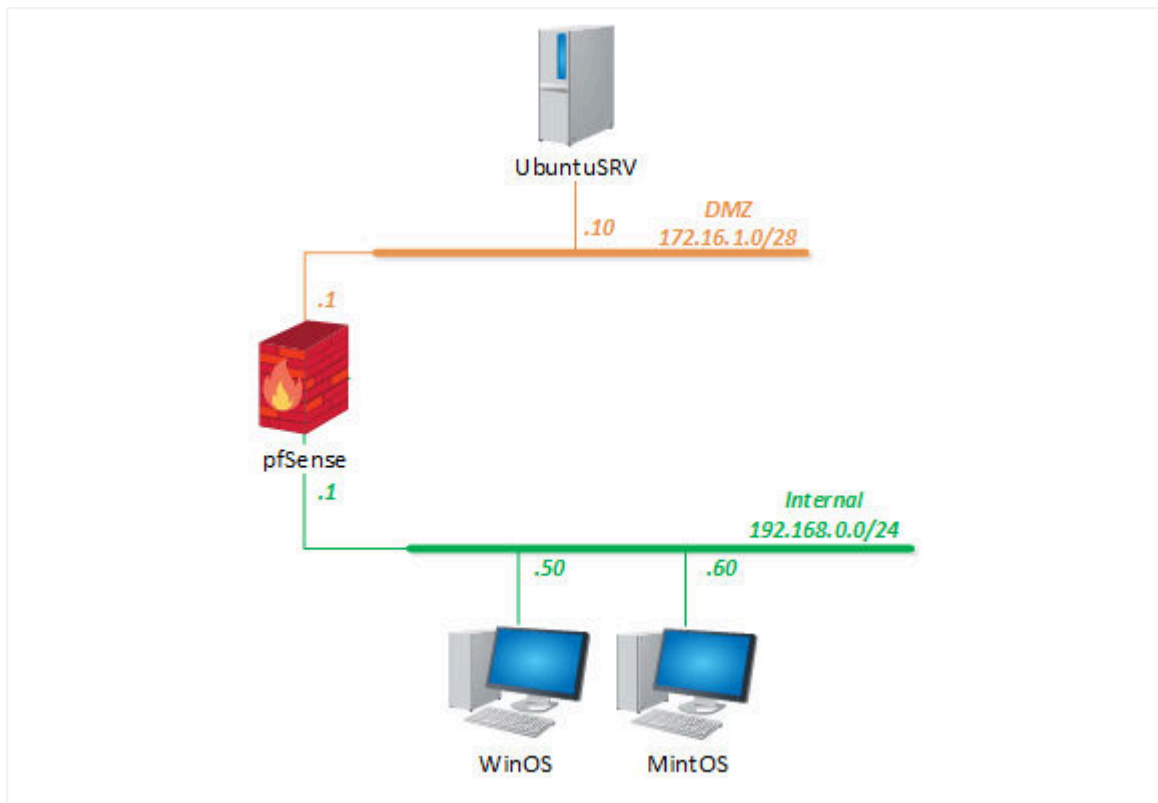 UbuntuSRV
.10
DMZ
172.16.1.0/28
.1
pfSense
.1
Internal
192.168.0.0/24
.50
.60
WinOS
MintOS